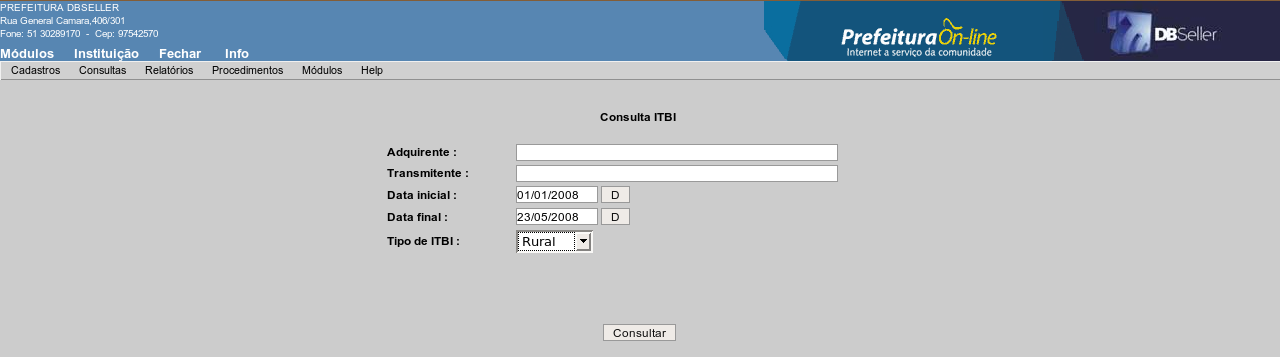 PREFEITURA DBSELLER
Rua General Camara,406/301
Fone: 51 30289170 - Cep: 97542570
Módulos Instituição Fechar Info
Prefeitura On-line
Internet a serviço da comunidade
DBSeller
Cadastros Consultas Relatórios Procedimentos Módulos Help
Consulta ITBI
Adquirente :
Transmitente :
Data inicial : 01/01/2008 D
Data final : 23/05/2008 D
Tipo de ITBI : Rural
Consultar